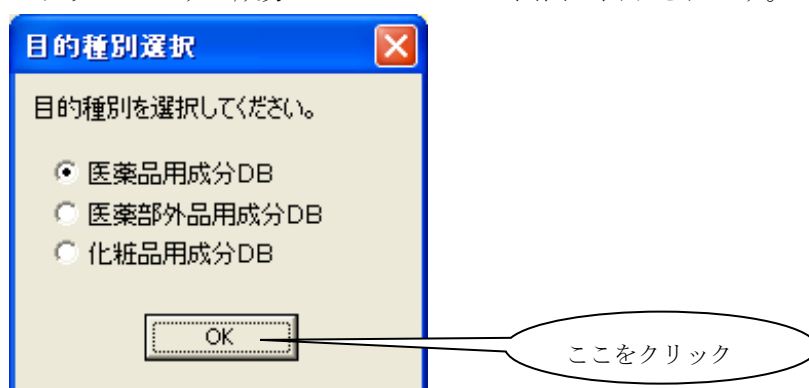 目的種別選択
目的種別を選択してください。
医薬品用成分DB
医薬部外品用成分DB
化粧品用成分DB
OK
ここをクリック